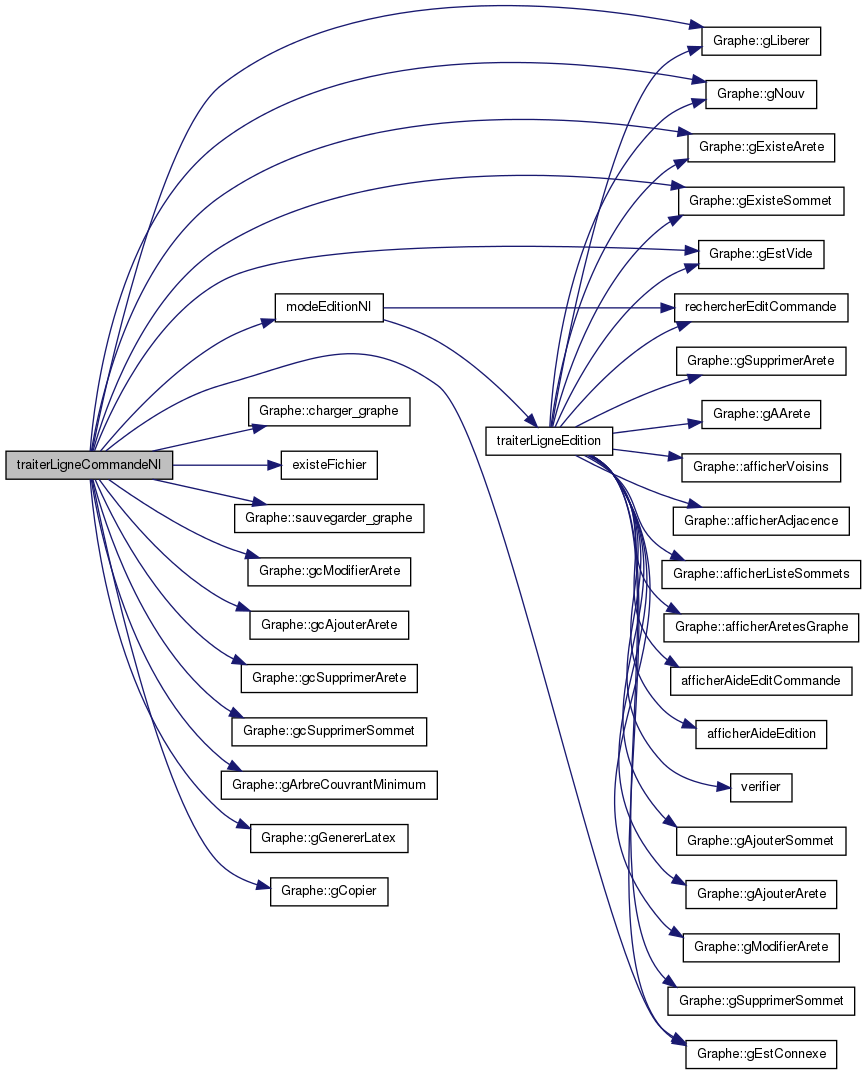 traiterLigneCommandeNI
modeEditionNI
Graphe::charger_graphe
existeFichier
Graphe::sauvegarder_graphe
Graphe::gcModifierArete
Graphe::gcAjouterArete
Graphe::gcSupprimerArete
Graphe::gcSupprimerSommet
Graphe::gArbreCouvrantMinimum
Graphe::gGenererLatex
Graphe::gCopier
traiterLigneEdition
Graphe::gLiberer
Graphe::gNouv
Graphe::gExisteArete
Graphe::gExisteSommet
Graphe::gEstVide
rechercherEditCommande
Graphe::gSupprimerArete
Graphe::gAArete
Graphe::afficherVoisins
Graphe::afficherAdjacence
Graphe::afficherListeSommets
Graphe::afficherAretesGraphe
afficherAideEditCommande
afficherAideEdition
verifier
Graphe::gAjouterSommet
Graphe::gAjouterArete
Graphe::gModifierArete
Graphe::gSupprimerSommet
Graphe::gEstConnexe